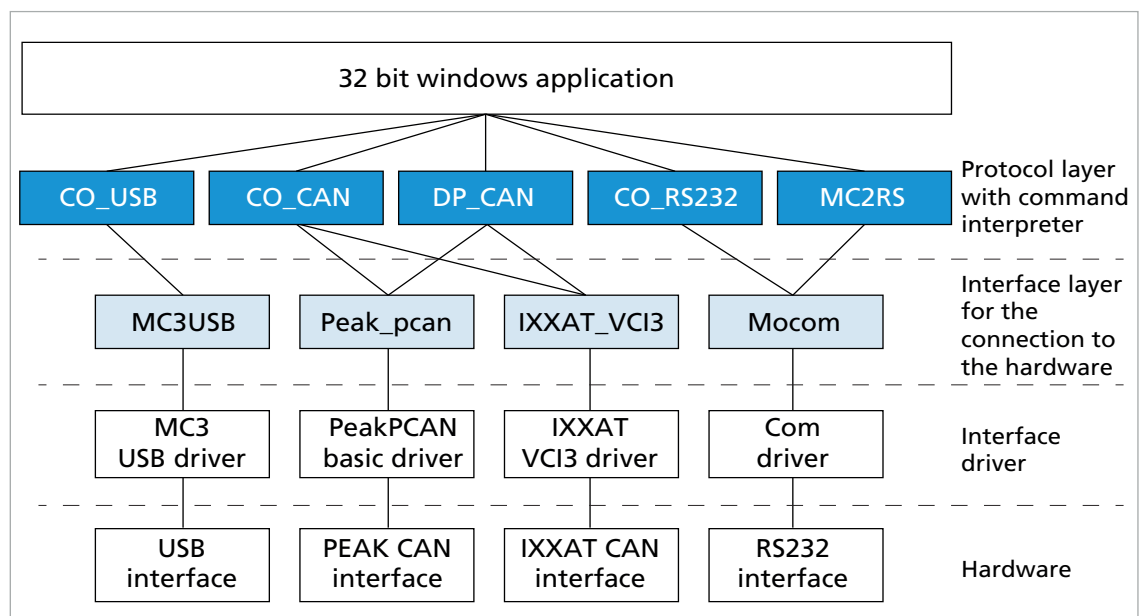 32 bit windows application
CO_USB
CO_CAN
DP_CAN
CO_RS232
MC2RS
Protocol layer
with command
interpreter
MC3USB
Peak_pcan
IXXAT_VCI3
Mocom
Interface layer
for the
connection to
the hardware
MC3
USB driver
PeakPCAN
basic driver
IXXAT
VCI3 driver
Com
driver
Interface
driver
USB
interface
PEAK CAN
interface
IXXAT CAN
interface
RS232
interface
Hardware